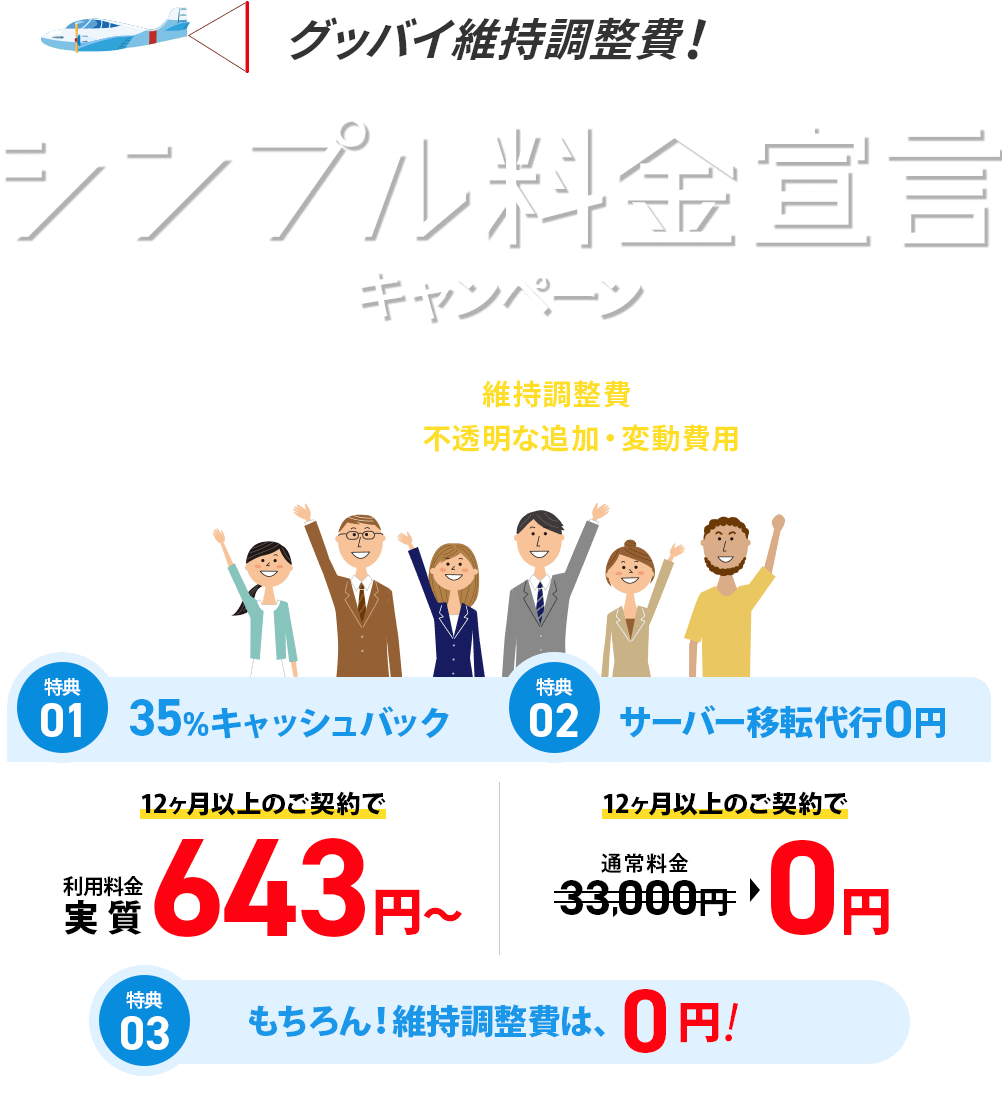 グッバイ維持調整費！
シンプル料金宣言
キャンペーン
維持調整費
不透明な追加・変動費用
特典
01
35%キャッシュバック
特典
02
サーバー移転代行0円
12ヶ月以上のご契約で
利用料金
実質
643円～
12ヶ月以上のご契約で
通常料金
33,000円
0円
特典
03
もちろん！維持調整費は、0円！